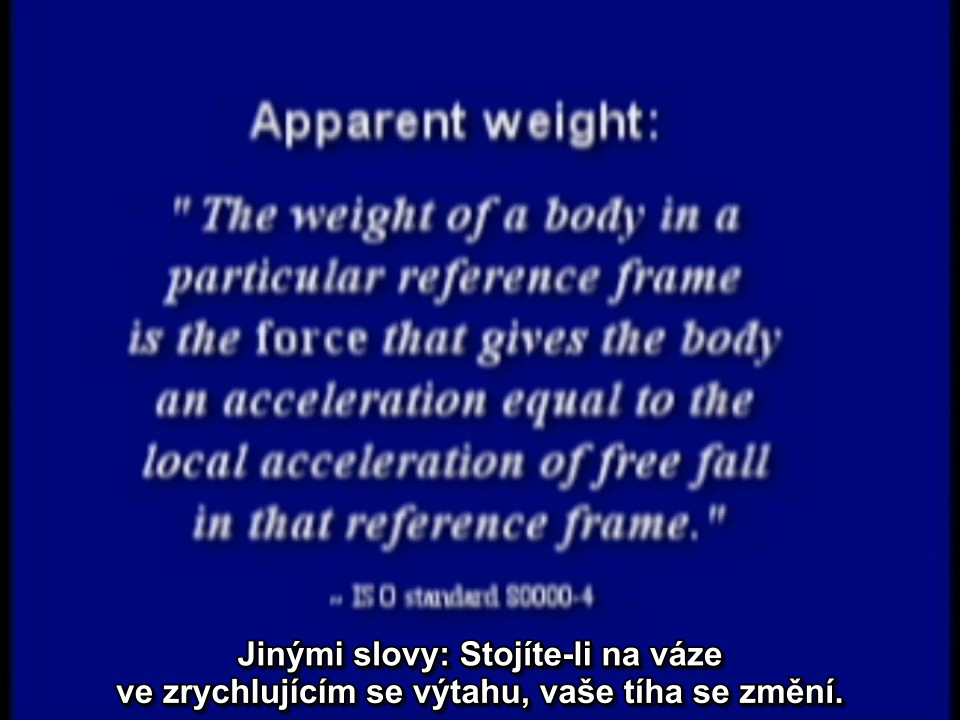 Apparent weight:
" The weight of a body in a
particular reference frame
is the force that gives the body
an acceleration equal to the
local acceleration of free fall
in that reference frame."
-- ISO standard 80000-4
Jinými slovy: Stojíte-li na váze
ve zrychlujícím se výtahu, vaše tíha se změní.